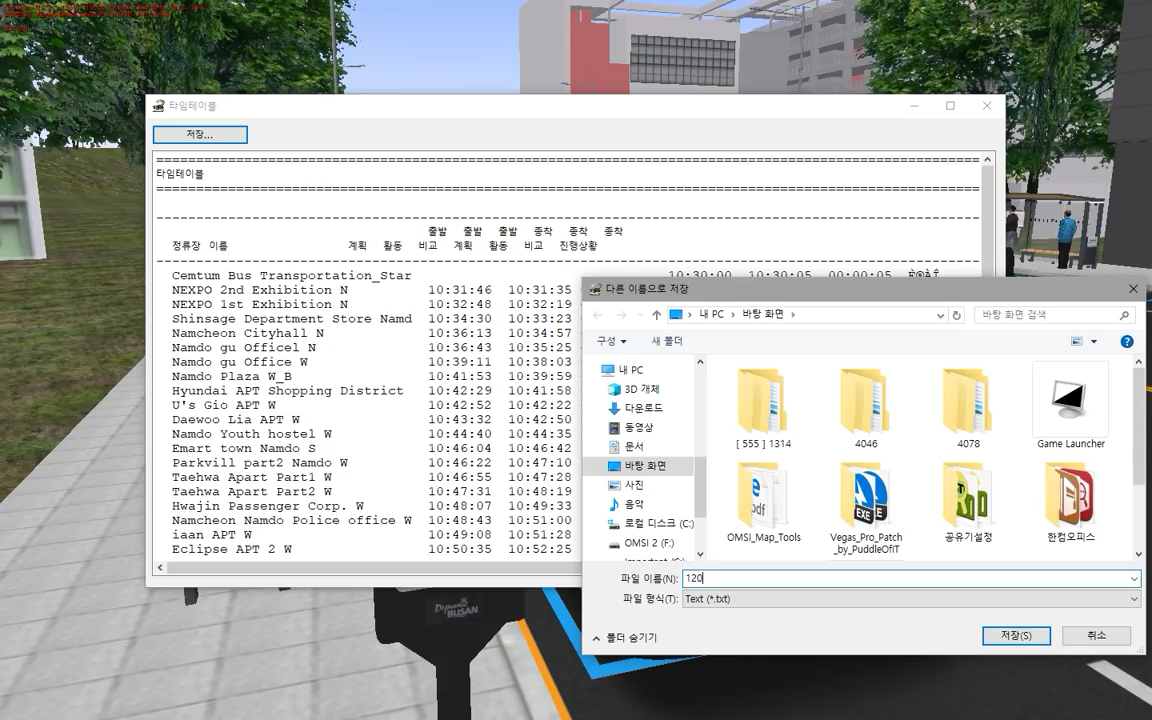 타임테이블
저장...
타임테이블
출발 출발 출발 종착 종착 종착
정류장 이름 계획 활동 비교 계획 활동 비교 진행상황
Cemtum Bus Transportation_Star 10:30:00 10:30:05 00:00:05
NEXPO 2nd Exhibition N 10:31:46 10:31:35
NEXPO 1st Exhibition N 10:32:48 10:32:19
Shinsage Department Store Namd 10:34:30 10:33:23
Namcheon Cityhall N 10:36:13 10:34:57
Namdo gu Officel N 10:36:43 10:35:25
Namdo gu Office W 10:39:11 10:38:03
Namdo Plaza W_B 10:41:53 10:39:59
Hyundai APT Shopping District 10:42:29 10:41:58
U's Gio APT W 10:42:52 10:42:22
Daewoo Lia APT W 10:43:32 10:42:50
Namdo Youth hostel W 10:44:40 10:44:35
Emart town Namdo S 10:46:04 10:46:42
Parkvill part2 Namdo W 10:46:22 10:47:10
Taehwa Apart Part1 W 10:46:55 10:47:28
Taehwa Apart Part2 W 10:47:31 10:48:19
Hwajin Passenger Corp. W 10:48:07 10:49:33
Namcheon Namdo Police office W 10:48:43 10:51:00
iaan APT W 10:49:08 10:51:28
Eclipse APT 2 W 10:50:35 10:52:25
다른 이름으로 저장
내 PC › 바탕 화면 ›
바탕 화면 검색
구성
새 폴더
내 PC
3D 개체
다운로드
동영상
문서
바탕 화면
사진
음악
로컬 디스크 (C:)
OMSI 2 (F:)
[ 555 ] 1314
4046
4078
Game Launcher
OMSI_Map_Tools
Vegas_Pro_Patch
_by_PuddleOfIT
공유기설정
한컴오피스
파일 이름(N): 120
파일 형식(T): Text (*.txt)
폴더 숨기기
저장(S)
취소
Dynamic
BUSAN